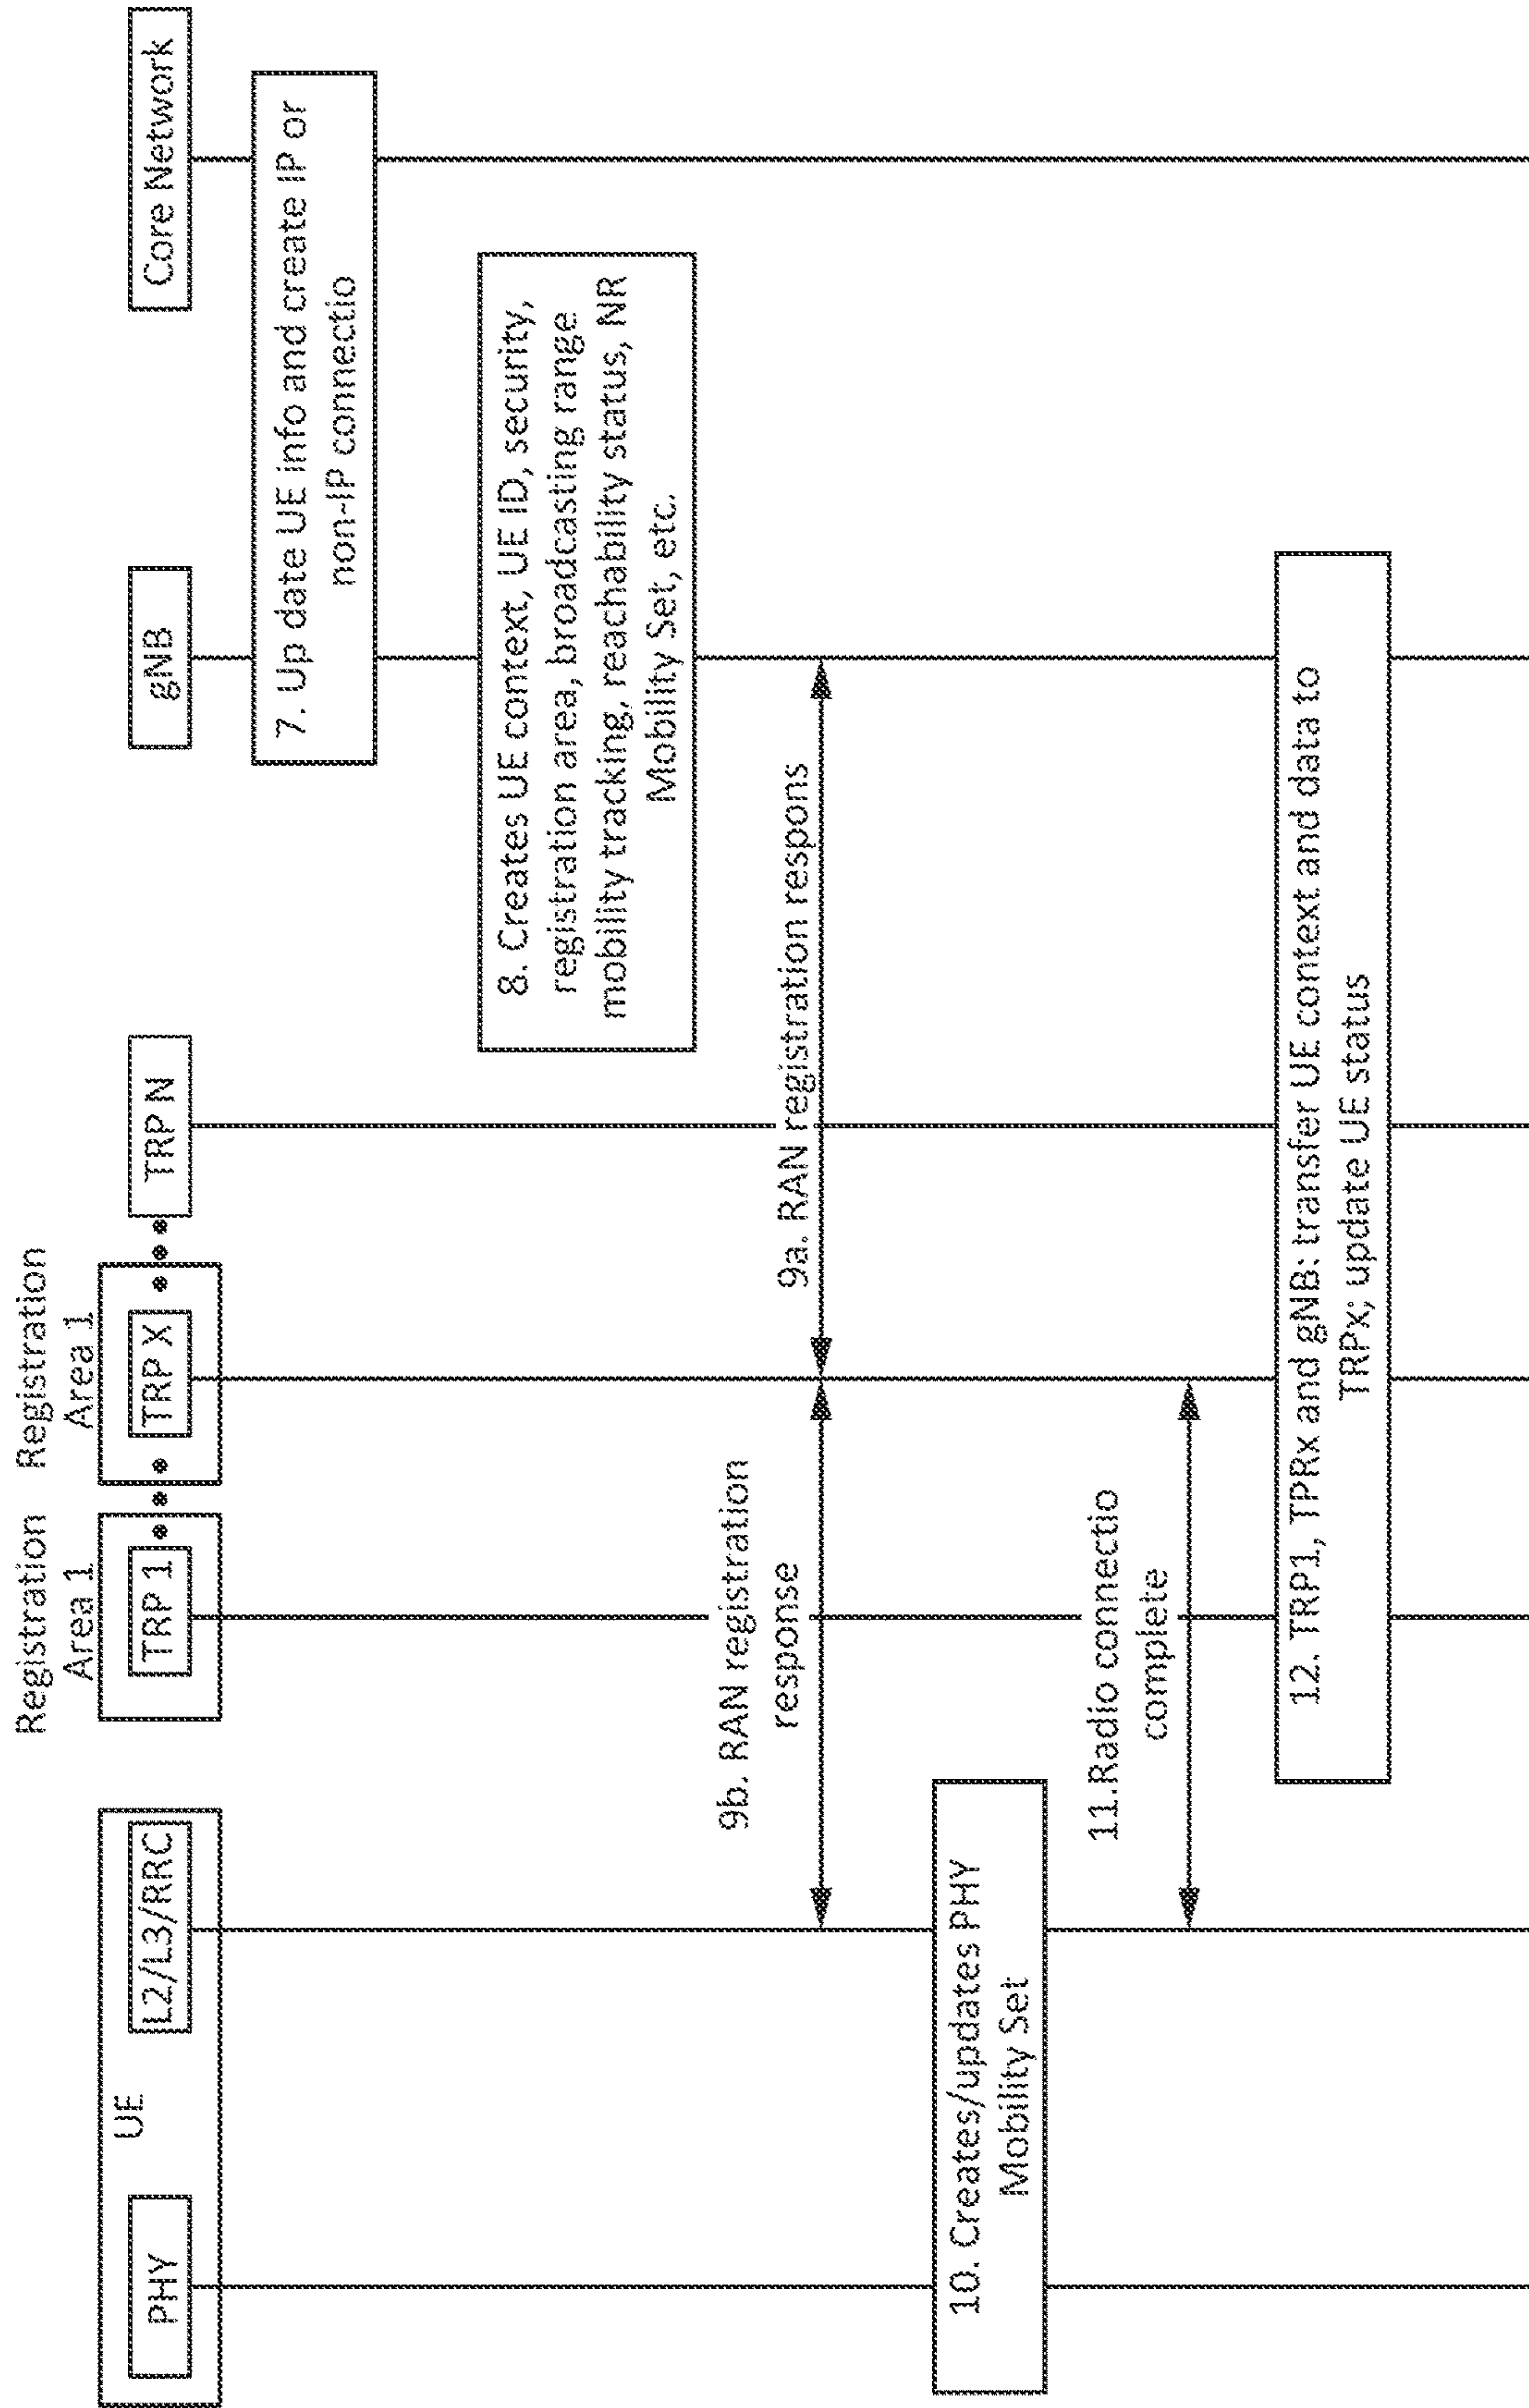 UE
PHY
L2/L3/RRC
Registration
Area 1
TRP 1
Registration
Area 1
TRP X
TRP N
gNB
Core Network
7. Up date UE info and create IP or
non-IP connectio
8. Creates UE context, UE ID, security,
registration area, broadcasting range
mobility tracking, reachability status, NR
Mobility Set, etc.
9a. RAN registration respons
9b. RAN registration
response
10. Creates/updates PHY
Mobility Set
11.Radio connectio
complete
12. TRP1, TPRx and gNB: transfer UE context and data to
TRPx; update UE status